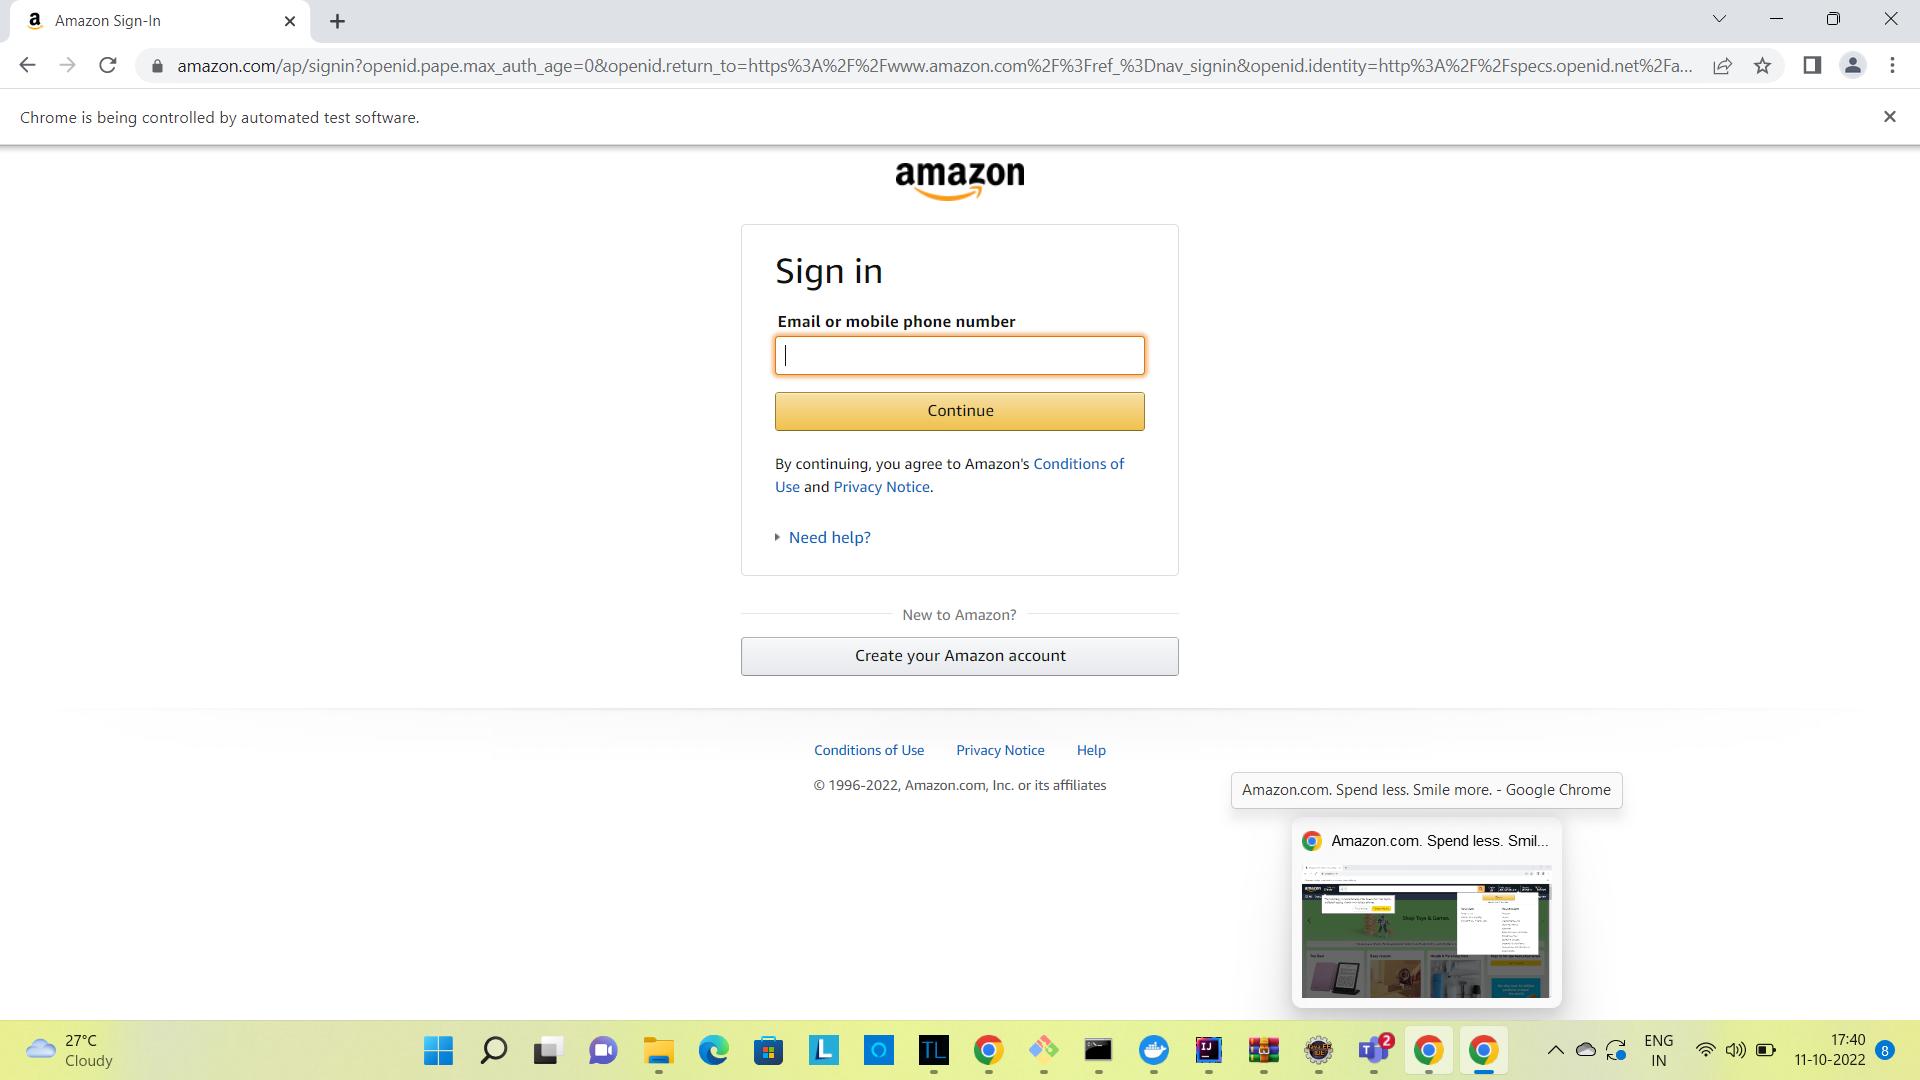 Amazon Sign-In
amazon.com/ap/signin?openid.pape.max_auth_age=0&openid.return_to=https%3A%2F%2Fwww.amazon.com%2F%3Fref_%3Dnav_signin&openid.identity=http%3A%2F%2Fspecs.openid.net%2Fa...
Chrome is being controlled by automated test software.
amazon
Sign in
Email or mobile phone number
Continue
By continuing, you agree to Amazon's Conditions of
Use and Privacy Notice.
Need help?
New to Amazon?
Create your Amazon account
Conditions of Use Privacy Notice Help
© 1996-2022, Amazon.com, Inc. or its affiliates
Amazon.com. Spend less. Smile more. - Google Chrome
Amazon.com. Spend less. Smil...
Shop Toys & Games
27°C
Cloudy
L
TL
IJ
T
2
ENG
IN
17:40
11-10-2022
8